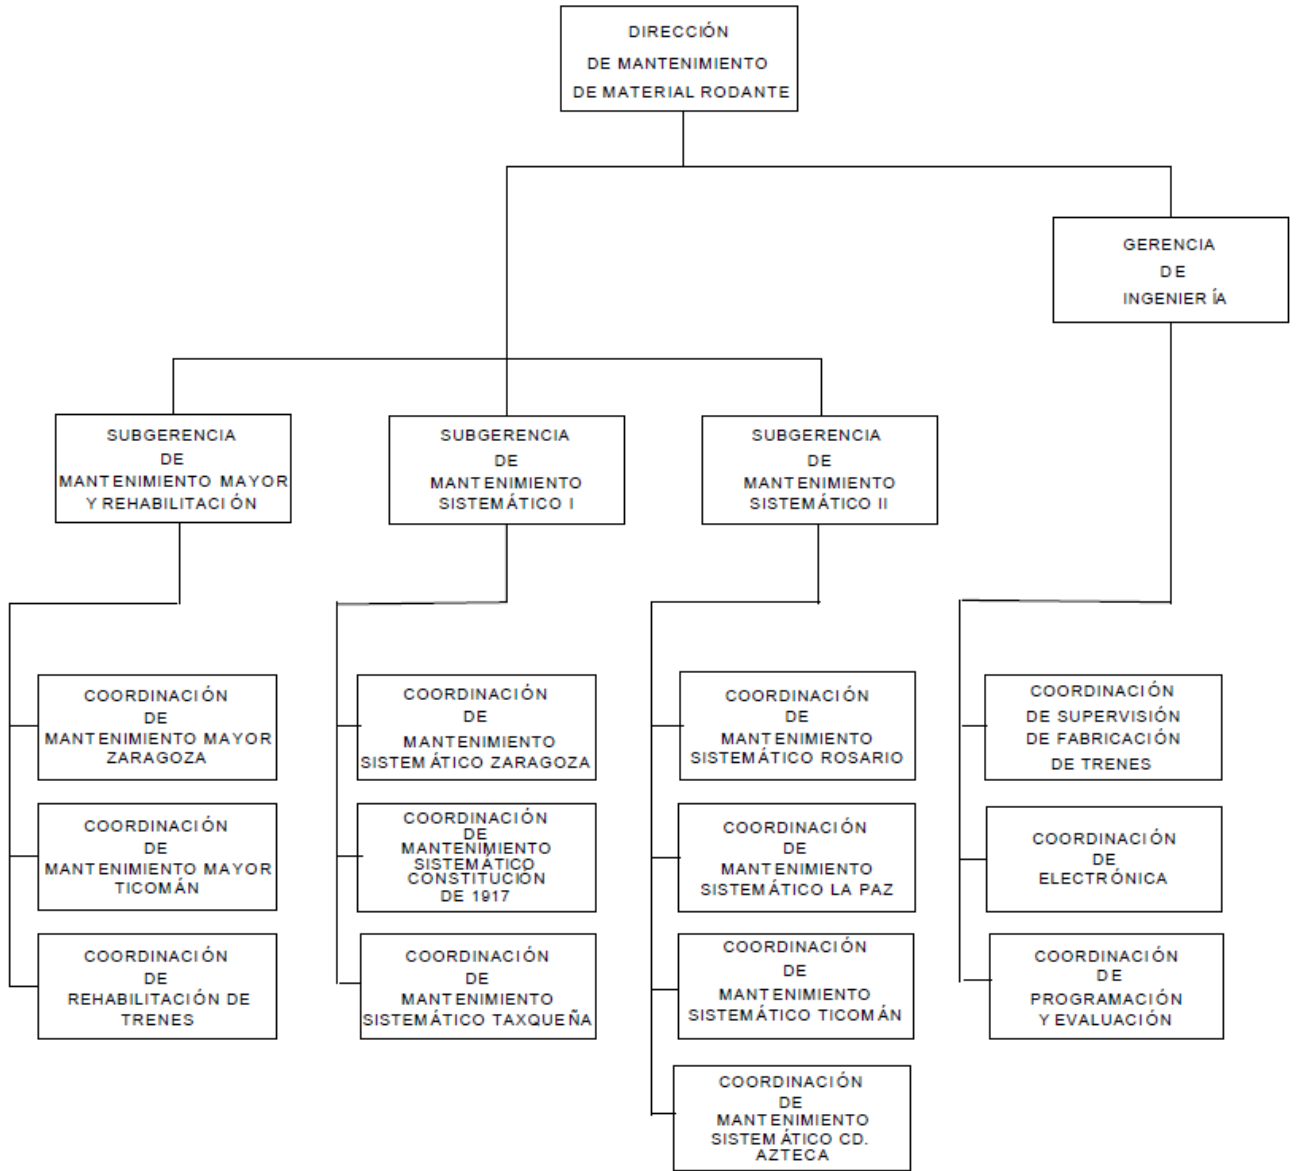 DIRECCIÓN
DE MANTENIMIENTO
DE MATERIAL RODANTE
GERENCIA
DE
INGENIERÍA
SUBGERENCIA
DE
MANTENIMIENTO MAYOR
Y REHABILITACIÓN
SUBGERENCIA
DE
MANTENIMIENTO
SISTEMÁTICO I
SUBGERENCIA
DE
MANTENIMIENTO
SISTEMÁTICO II
COORDINACIÓN
DE
MANTENIMIENTO MAYOR
ZARAGOZA
COORDINACIÓN
DE
MANTENIMIENTO MAYOR
TICOMÁN
COORDINACIÓN
DE
REHABILITACIÓN DE
TRENES
COORDINACIÓN
DE
MANTENIMIENTO
SISTEMÁTICO ZARAGOZA
COORDINACIÓN
DE
MANTENIMIENTO
SISTEMÁTICO
CONSTITUCIÓN
DE 1917
COORDINACIÓN
DE
MANTENIMIENTO
SISTEMÁTICO TAXQUEÑA
COORDINACIÓN
DE
MANTENIMIENTO
SISTEMÁTICO ROSARIO
COORDINACIÓN
DE
MANTENIMIENTO
SISTEMÁTICO LA PAZ
COORDINACIÓN
DE
MANTENIMIENTO
SISTEMÁTICO TICOMÁN
COORDINACIÓN
DE
MANTENIMIENTO
SISTEMÁTICO CD.
AZTECA
COORDINACIÓN
DE SUPERVISIÓN
DE FABRICACIÓN
DE TRENES
COORDINACIÓN
DE
ELECTRÓNICA
COORDINACIÓN
DE
PROGRAMACIÓN
Y EVALUACIÓN